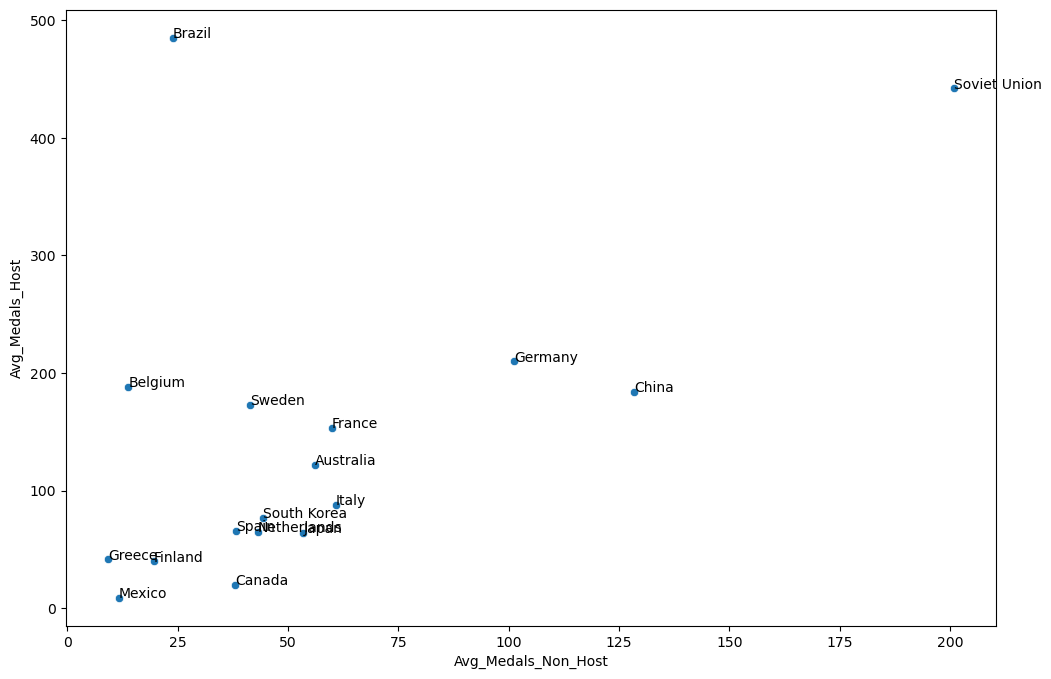 500
400
300
200
100
0
Avg_Medals_Host
Brazil
Soviet Union
Germany
China
Belgium
Sweden
France
Australia
Italy
South Korea
Spain
Netherlands
Japan
Greece
Finland
Canada
Mexico
0 25 50 75 100 125 150 175 200
Avg_Medals_Non_Host